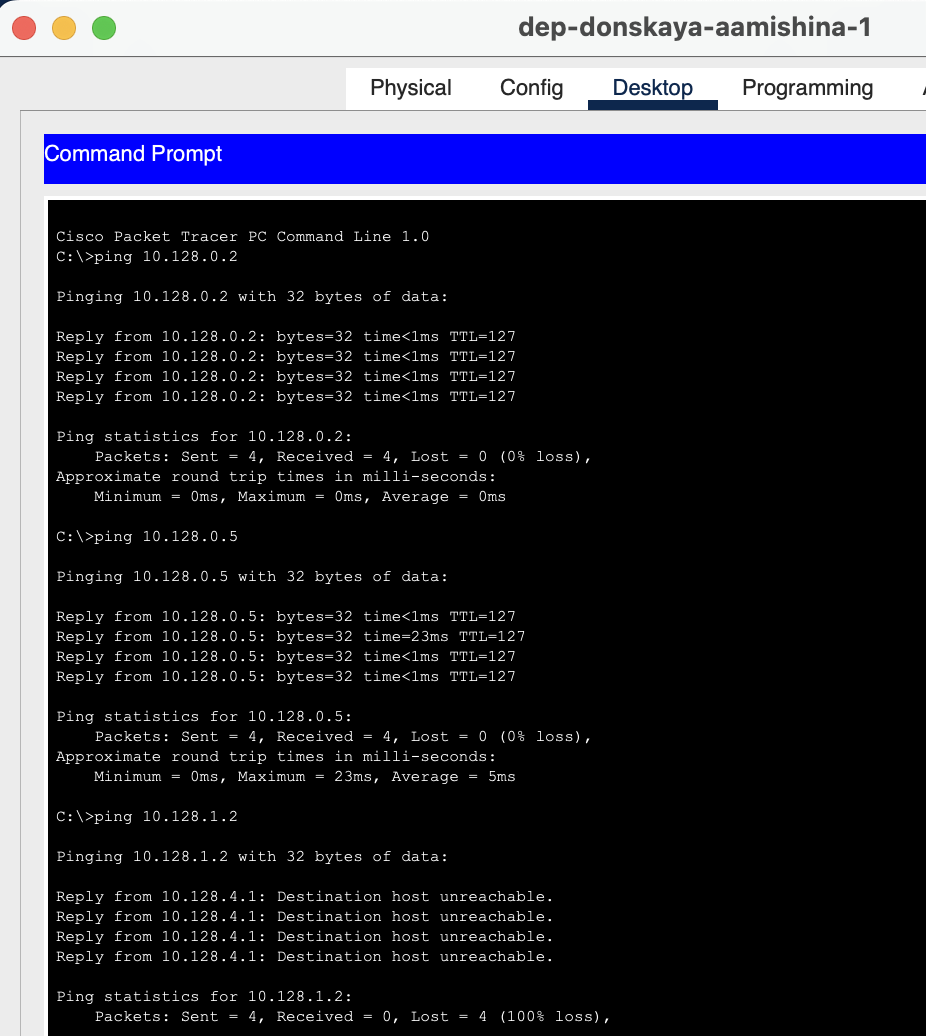 dep-donskaya-aamishina-1
Physical Config Desktop Programming
Command Prompt
Cisco Packet Tracer PC Command Line 1.0
C:\>ping 10.128.0.2
Pinging 10.128.0.2 with 32 bytes of data:
Reply from 10.128.0.2: bytes=32 time<1ms TTL=127
Reply from 10.128.0.2: bytes=32 time<1ms TTL=127
Reply from 10.128.0.2: bytes=32 time<1ms TTL=127
Reply from 10.128.0.2: bytes=32 time<1ms TTL=127
Ping statistics for 10.128.0.2:
Packets: Sent = 4, Received = 4, Lost = 0 (0% loss),
Approximate round trip times in milli-seconds:
Minimum = 0ms, Maximum = 0ms, Average = 0ms
C:\>ping 10.128.0.5
Pinging 10.128.0.5 with 32 bytes of data:
Reply from 10.128.0.5: bytes=32 time<1ms TTL=127
Reply from 10.128.0.5: bytes=32 time=23ms TTL=127
Reply from 10.128.0.5: bytes=32 time<1ms TTL=127
Reply from 10.128.0.5: bytes=32 time<1ms TTL=127
Ping statistics for 10.128.0.5:
Packets: Sent = 4, Received = 4, Lost = 0 (0% loss),
Approximate round trip times in milli-seconds:
Minimum = 0ms, Maximum = 23ms, Average = 5ms
C:\>ping 10.128.1.2
Pinging 10.128.1.2 with 32 bytes of data:
Reply from 10.128.4.1: Destination host unreachable.
Reply from 10.128.4.1: Destination host unreachable.
Reply from 10.128.4.1: Destination host unreachable.
Reply from 10.128.4.1: Destination host unreachable.
Ping statistics for 10.128.1.2:
Packets: Sent = 4, Received = 0, Lost = 4 (100% loss),